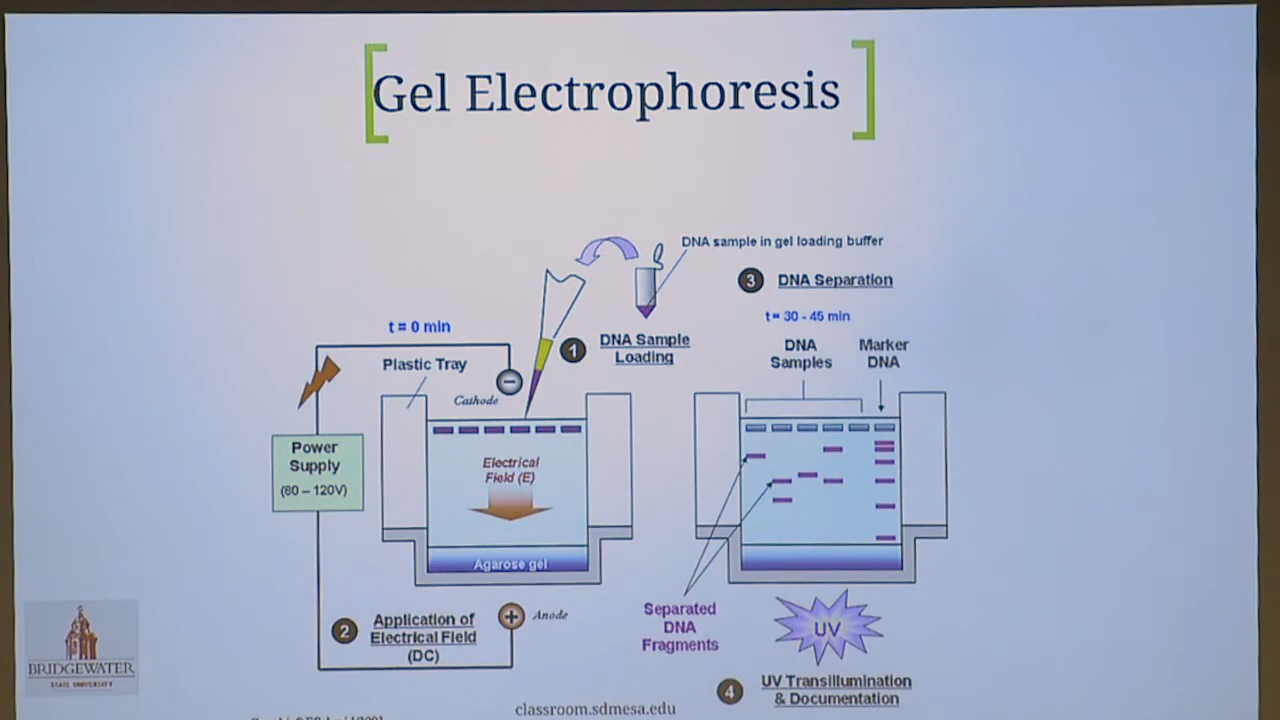 Gel Electrophoresis
DNA sample in gel loading buffer
3 DNA Separation
t = 0 min
t = 30 - 45 min
1 DNA Sample
Loading
DNA
Samples
Marker
DNA
Plastic Tray
−
Cathode
Power
Supply
(80 – 120V)
Electrical
Field (E)
Agarose gel
2 Application of
Electrical Field
(DC)
+ Anode
Separated
DNA
Fragments
UV
4 UV Transillumination
& Documentation
BRIDGEWATER
STATE UNIVERSITY
classroom.sdmesa.edu